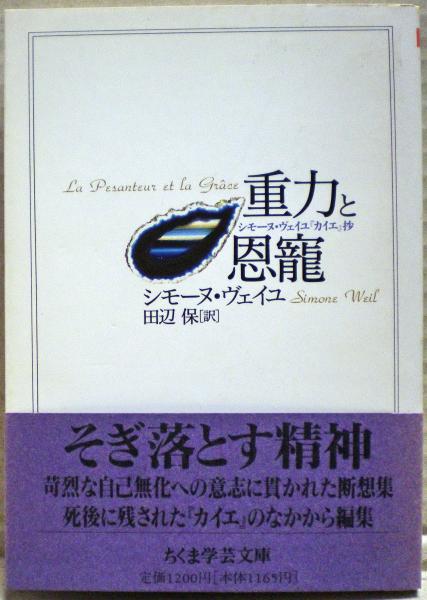 La Pesanteur et la Grâce
重力と
シモーヌ・ヴェイユ『カイエ』抄
恩寵
シモーヌ・ヴェイユ
Simone Weil
田辺 保[訳]
そぎ落とす精神
苛烈な自己無化への意志に貫かれた断想集
死後に残された『カイエ』のなかから編集
ちくま学芸文庫
定価1200円[本体1165円]